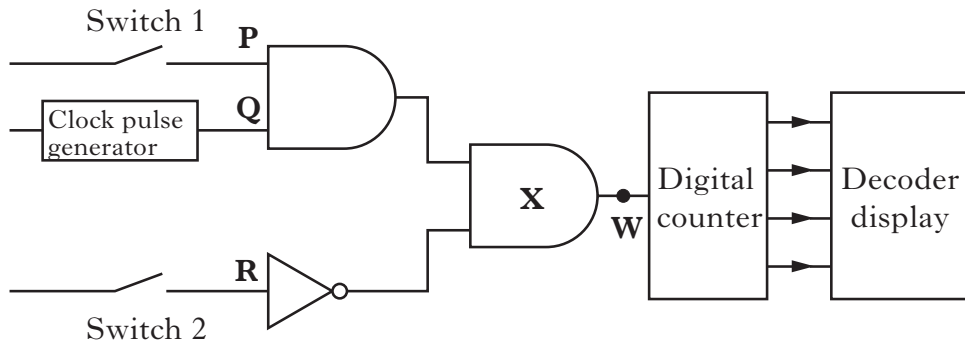 Switch 1
P
Q
Clock pulse
generator
X
W
Digital
counter
Decoder
display
R
Switch 2